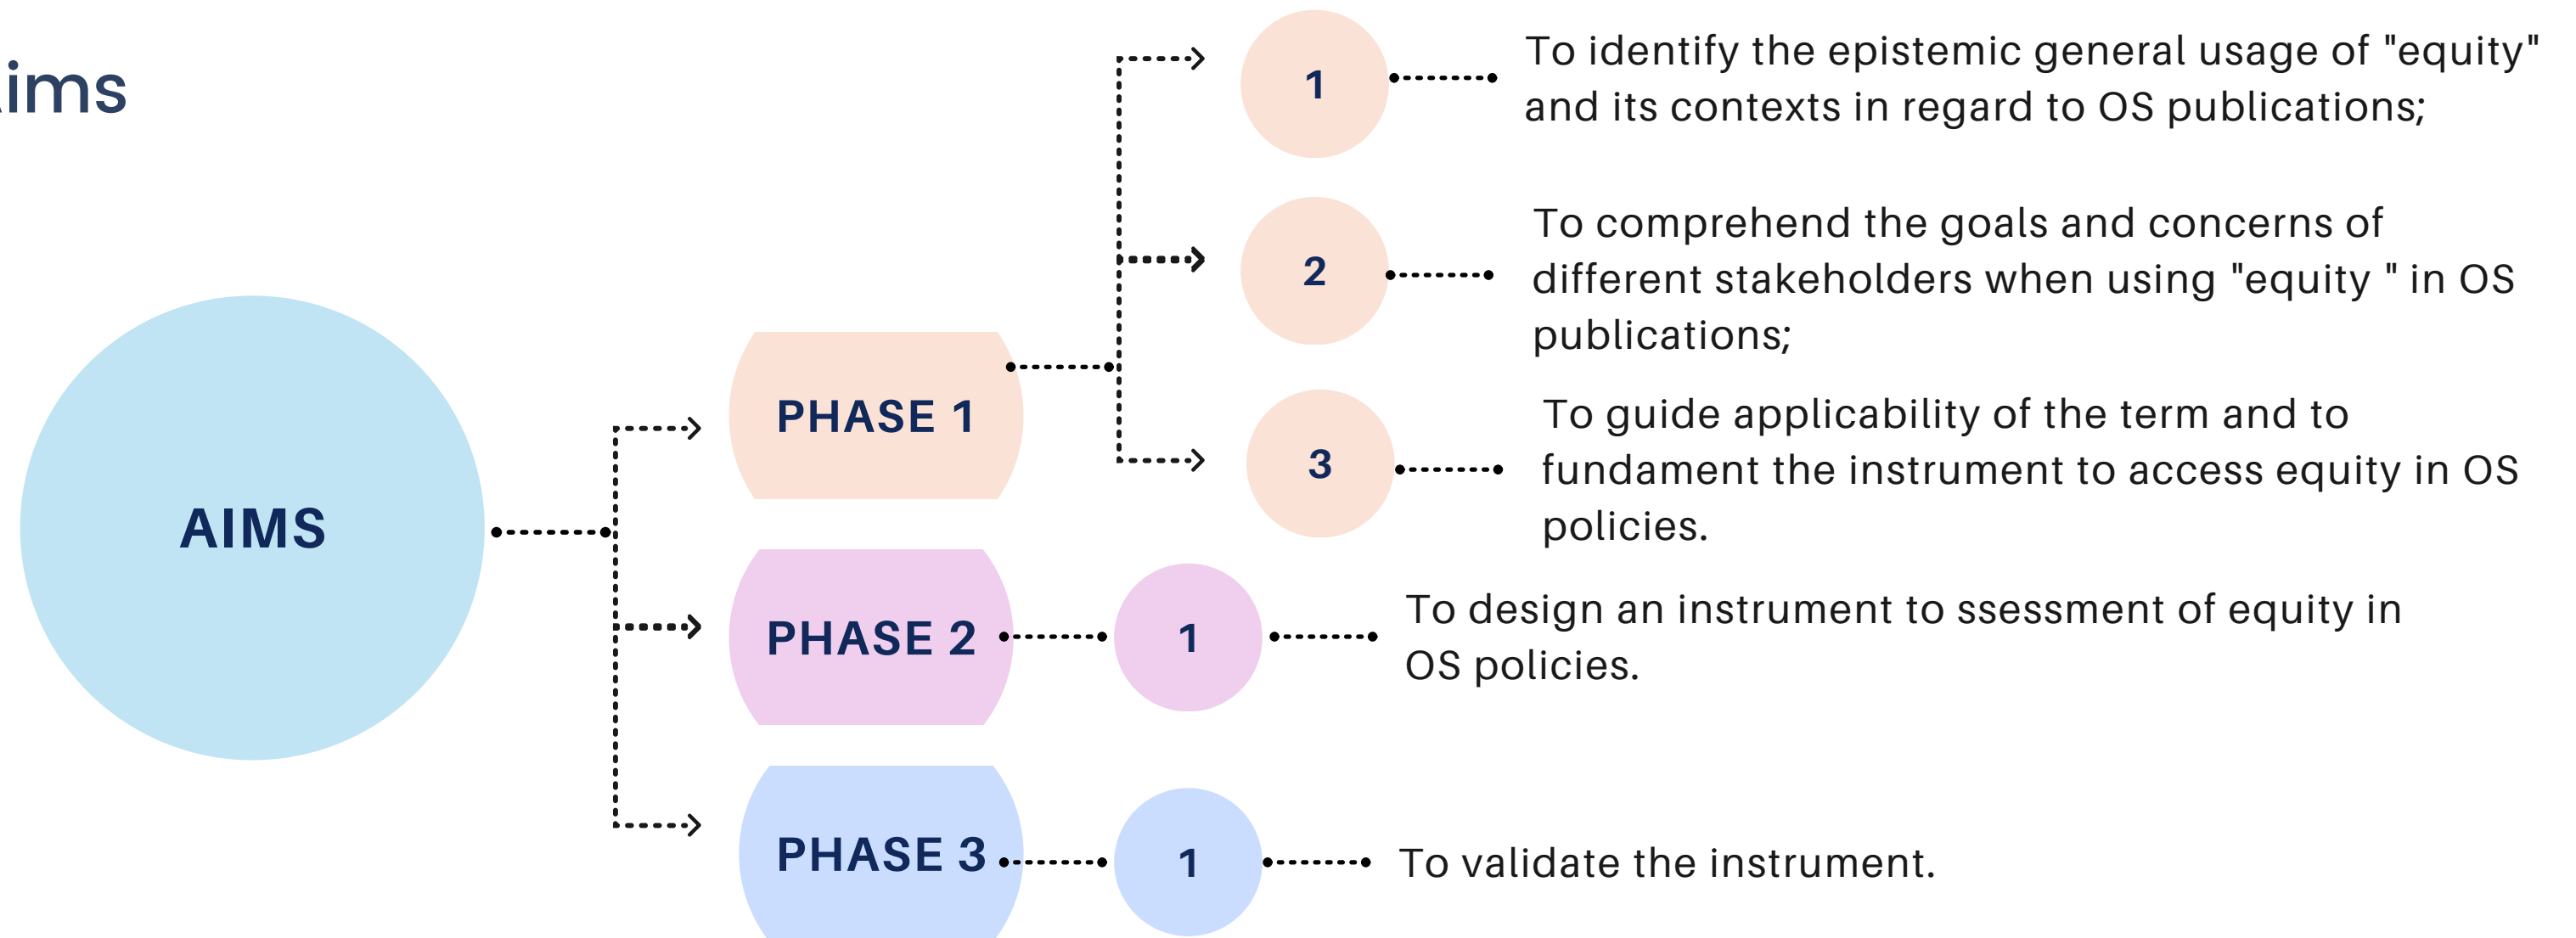 ims
1
To identify the epistemic general usage of "equity"
and its contexts in regard to OS publications;
2
To comprehend the goals and concerns of
different stakeholders when using "equity " in OS
publications;
PHASE 1
3
To guide applicability of the term and to
fundament the instrument to access equity in OS
policies.
AIMS
PHASE 2
1
To design an instrument to ssessment of equity in
OS policies.
PHASE 3
1
To validate the instrument.